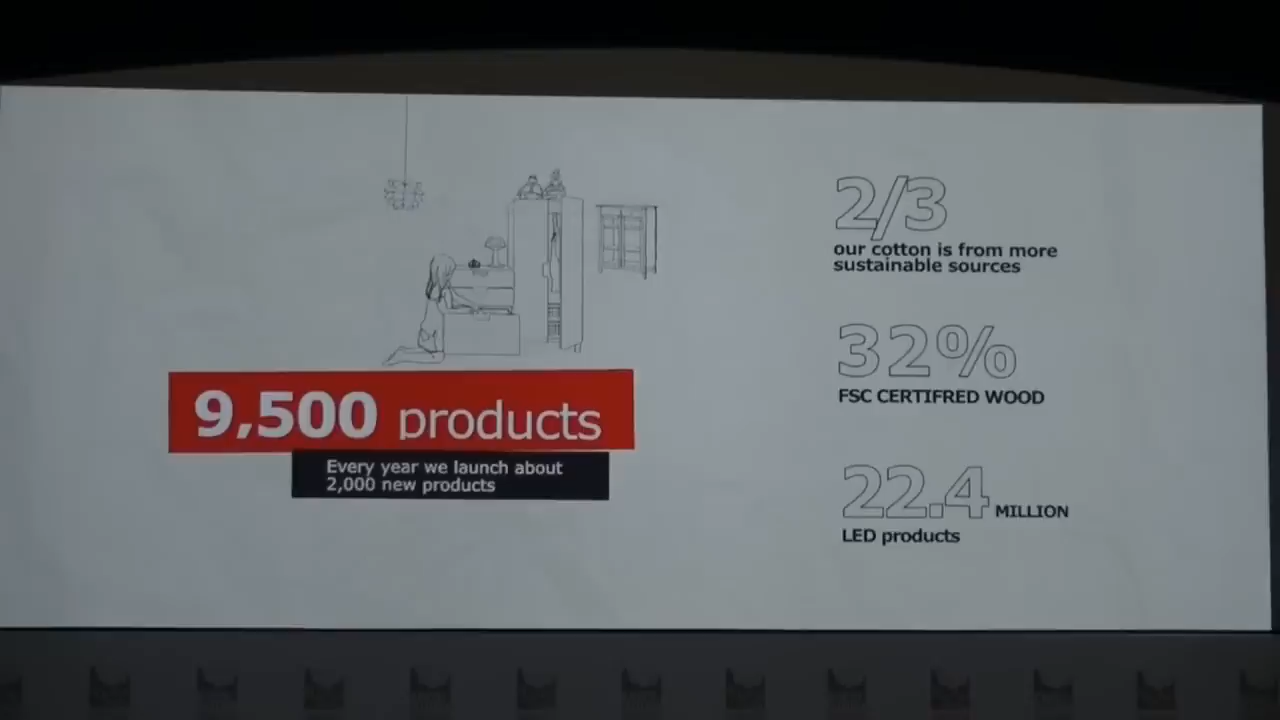 9,500 products
Every year we launch about
2,000 new products
2/3
our cotton is from more
sustainable sources
32%
FSC CERTIFRED WOOD
22.4 MILLION
LED products